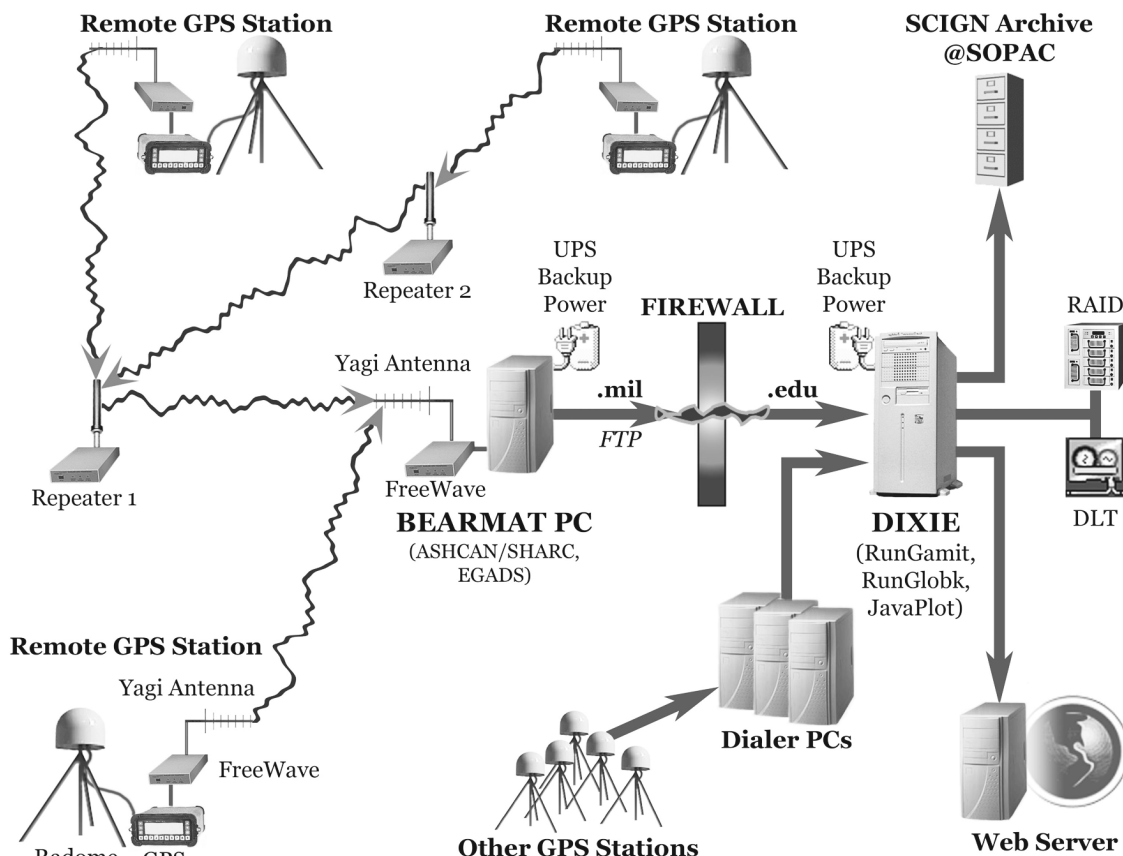 Remote GPS Station
Remote GPS Station
SCIGN Archive
@SOPAC
Repeater 2
UPS
Backup
Power
FIREWALL
UPS
Backup
Power
RAID
Yagi Antenna
.mil
.edu
FTP
Repeater 1
FreeWave
BEARMAT PC
(ASHCAN/SHARC,
EGADS)
DIXIE
(RunGamit,
RunGlobk,
JavaPlot)
DLT
Remote GPS Station
Yagi Antenna
FreeWave
Dialer PCs
Other GPS Stations
Web Server
Radome
GPS